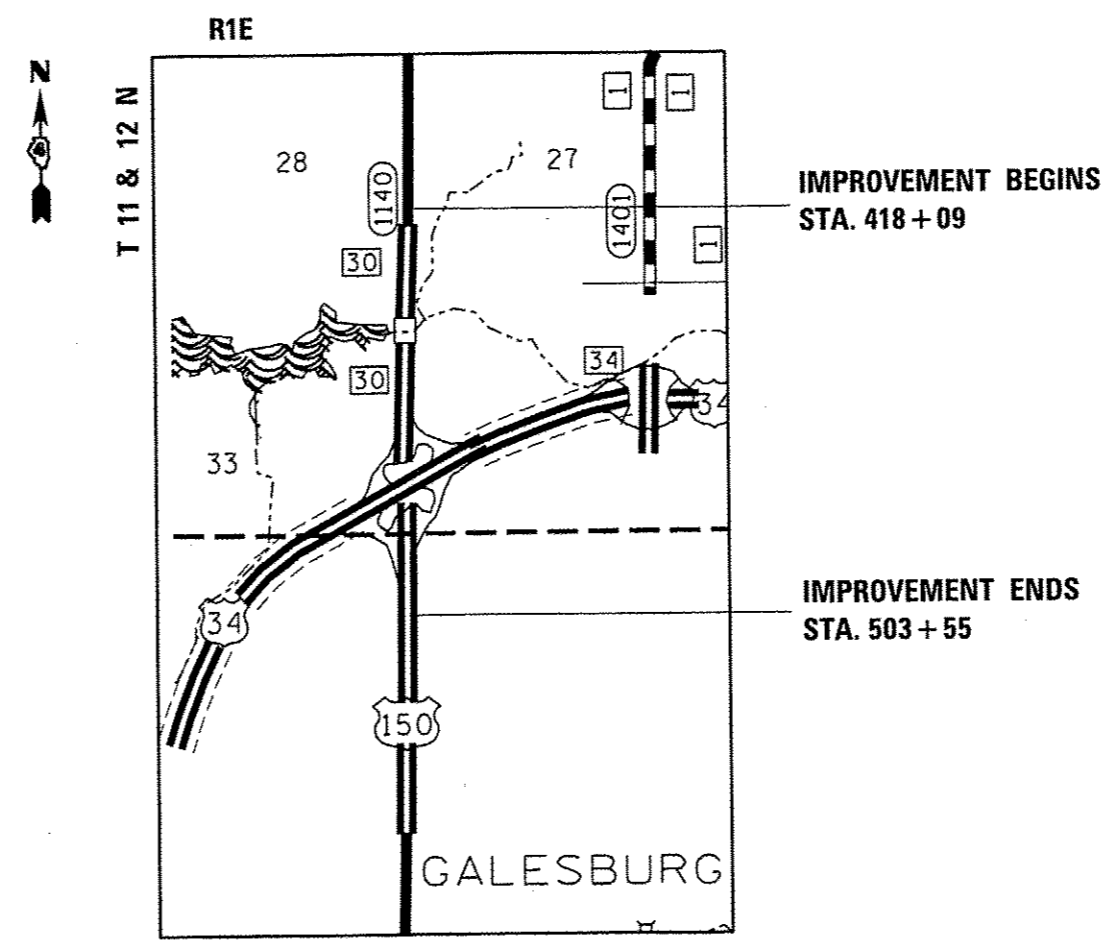 R1E
N
T 11 & 12 N
28
27
1
1
1140
1401
IMPROVEMENT BEGINS
STA. 418+09
30
1
30
34
34
33
34
IMPROVEMENT ENDS
STA. 503+55
150
GALESBURG